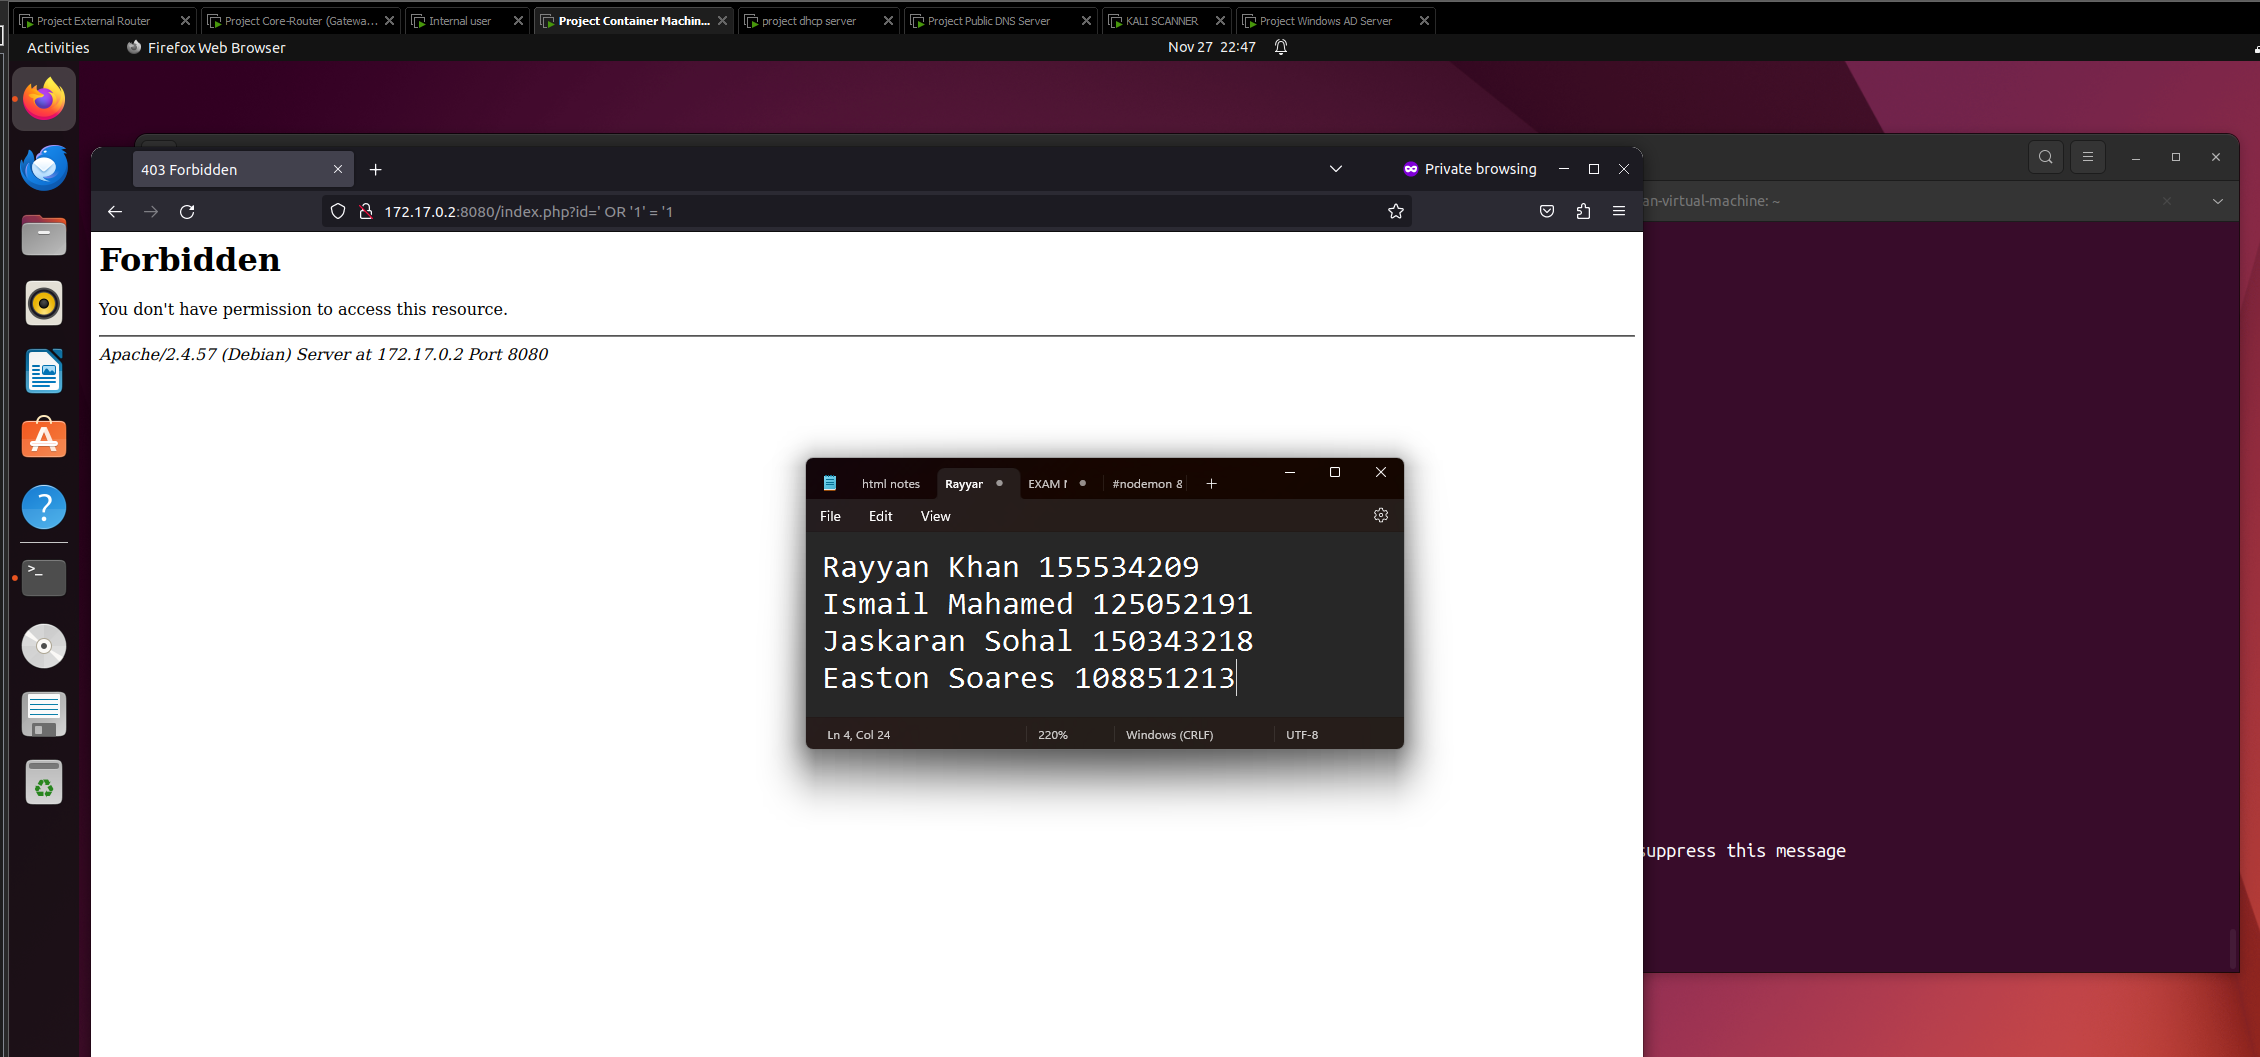 Project External Router
Project Core-Router (Gatewa...
Internal user
Project Container Machin...
project dhcp server
Project Public DNS Server
KALI SCANNER
Project Windows AD Server
Activities
Firefox Web Browser
Nov 27 22:47
403 Forbidden
Private browsing
172.17.0.2:8080/index.php?id=' OR '1' = '1
an-virtual-machine: ~
Forbidden
You don't have permission to access this resource.
Apache/2.4.57 (Debian) Server at 172.17.0.2 Port 8080
html notes
Rayyar
EXAM
#nodemon &
File
Edit
View
Rayyan Khan 155534209
Ismail Mahamed 125052191
Jaskaran Sohal 150343218
Easton Soares 108851213
Ln 4, Col 24
220%
Windows (CRLF)
UTF-8
suppress this message